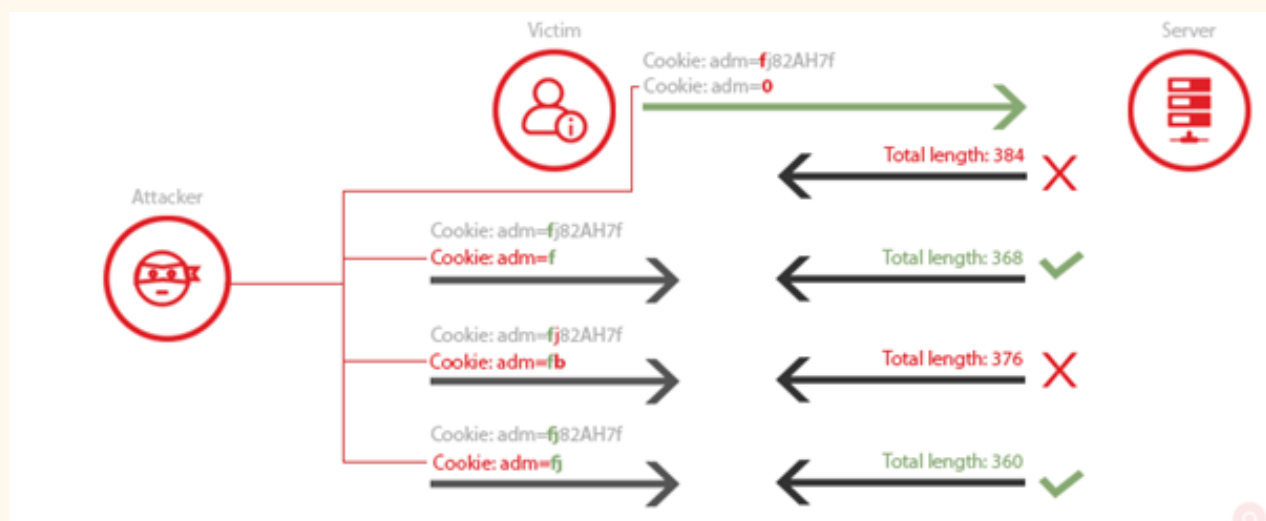 Victim
Server
Cookie: adm=fj82AH7f
Cookie: adm=0
Total length: 384
Attacker
Cookie: adm=fj82AH7f
Cookie: adm=f
Total length: 368
Cookie: adm=fj82AH7f
Cookie: adm=fb
Total length: 376
Cookie: adm=fj82AH7f
Cookie: adm=fj
Total length: 360